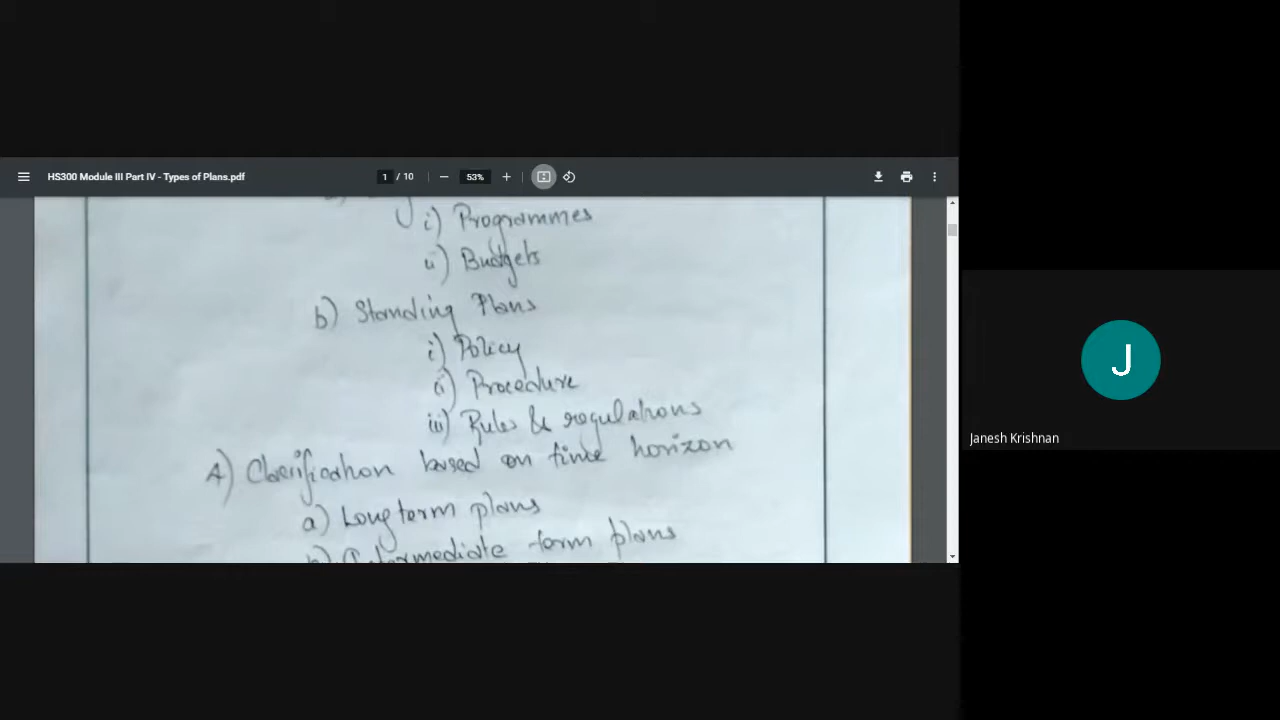 HS300 Module III Part IV - Types of Plans.pdf
1 / 10
53%
i) Programmes
ii) Budgets
b) Standing Plans
i) Policy
ii) Procedure
iii) Rules & regulations
4) Classification based on time horizon
a) Long term plans
b) Intermediate term plans
J
Janesh Krishnan